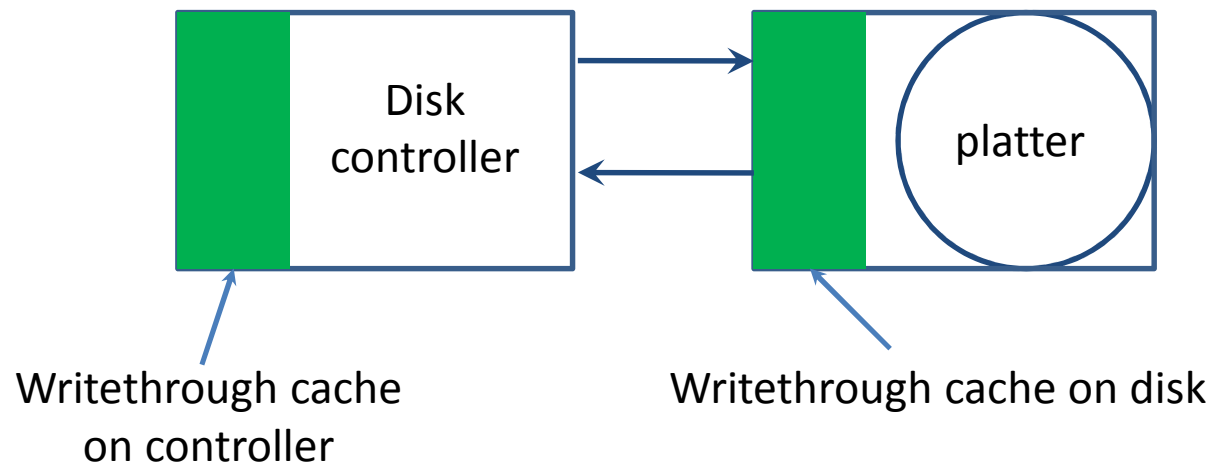 Disk
controller
platter
Writethrough cache
on controller
Writethrough cache on disk